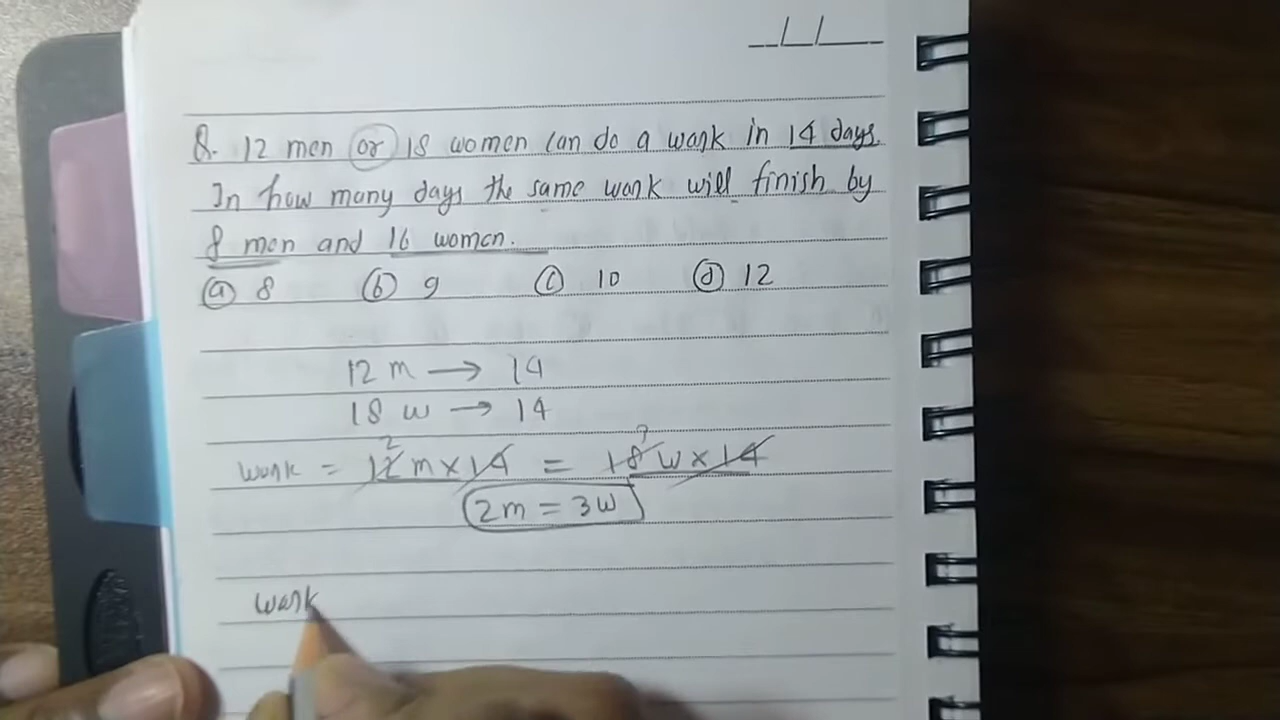 __/__/____
Q. 12 men or 18 women can do a work in 14 days.
In how many days the same work will finish by
8 men and 16 women.
(a) 8 (b) 9 (c) 10 (d) 12
12 m → 14
18 w → 14
work = 12 m × 14 = 18 w × 14
2 3
2m = 3w
work